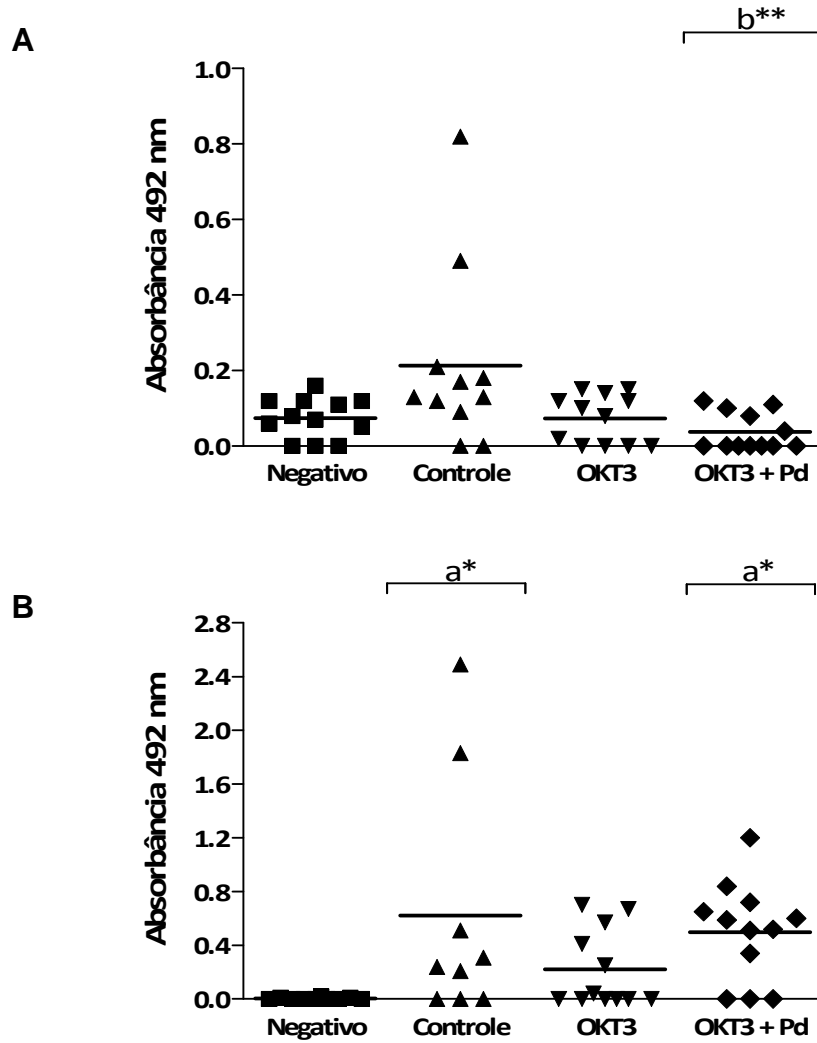 A
b**
Absorbância 492 nm
1.0
0.8
0.6
0.4
0.2
0.0
Negativo Controle OKT3 OKT3 + Pd
B
a* a*
Absorbância 492 nm
2.8
2.4
2.0
1.6
1.2
0.8
0.4
0.0
Negativo Controle OKT3 OKT3 + Pd